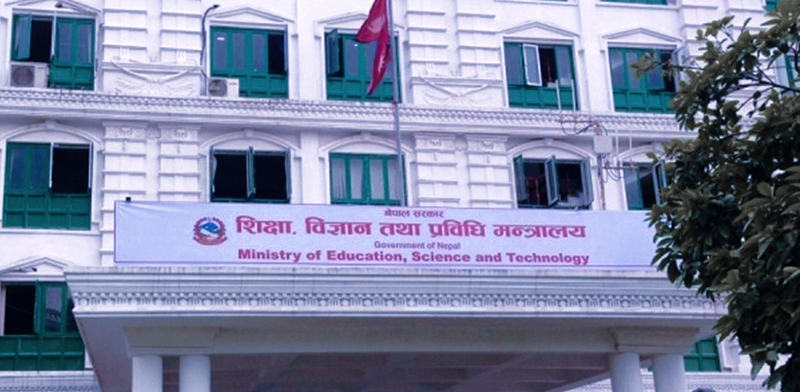 नेपाल सरकार
शिक्षा, विज्ञान तथा प्रविधि मन्त्रालय
Government of Nepal
Ministry of Education, Science and Technology